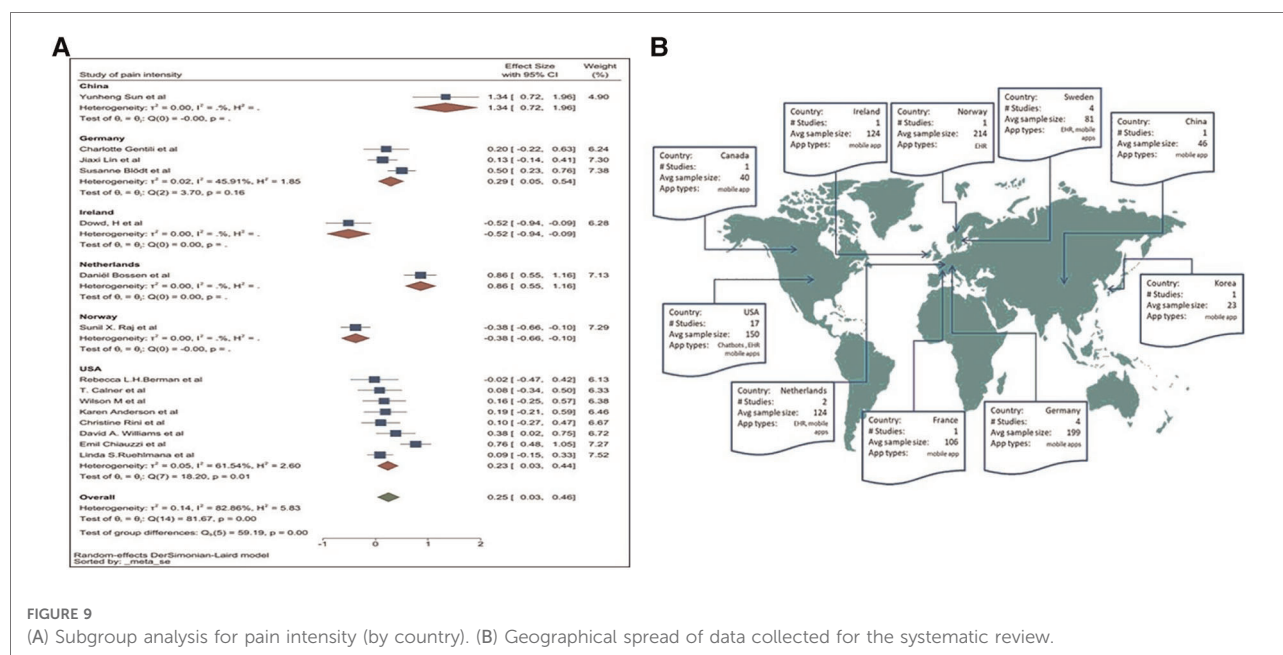 A
Study of pain intensity Effect Size with 95% CI Weight (%)
China
Yunheng Sun et al 1.34 [ 0.72, 1.96] 4.90
Heterogeneity: τ² = 0.00, I² = .%, H² = . 1.34 [ 0.72, 1.96]
Test of θᵢ = θⱼ: Q(0) = -0.00, p = .
Germany
Charlotte Gentili et al 0.20 [ -0.22, 0.63] 6.24
Jiaxi Lin et al 0.13 [ -0.14, 0.41] 7.30
Susanne Blödt et al 0.50 [ 0.23, 0.76] 7.38
Heterogeneity: τ² = 0.02, I² = 45.91%, H² = 1.85 0.29 [ 0.05, 0.54]
Test of θᵢ = θⱼ: Q(2) = 3.70, p = 0.16
Ireland
Dowd, H et al -0.52 [ -0.94, -0.09] 6.28
Heterogeneity: τ² = 0.00, I² = .%, H² = . -0.52 [ -0.94, -0.09]
Test of θᵢ = θⱼ: Q(0) = 0.00, p = .
Netherlands
Daniël Bossen et al 0.86 [ 0.55, 1.16] 7.13
Heterogeneity: τ² = 0.00, I² = .%, H² = . 0.86 [ 0.55, 1.16]
Test of θᵢ = θⱼ: Q(0) = 0.00, p = .
Norway
Sunil X. Raj et al -0.38 [ -0.66, -0.10] 7.29
Heterogeneity: τ² = 0.00, I² = .%, H² = . -0.38 [ -0.66, -0.10]
Test of θᵢ = θⱼ: Q(0) = -0.00, p = .
USA
Rebecca L.H.Berman et al -0.02 [ -0.47, 0.42] 6.13
T. Calner et al 0.08 [ -0.34, 0.50] 6.33
Wilson M et al 0.16 [ -0.25, 0.57] 6.38
Karen Anderson et al 0.19 [ -0.21, 0.59] 6.46
Christine Rini et al 0.10 [ -0.27, 0.47] 6.67
David A. Williams et al 0.38 [ 0.02, 0.75] 6.72
Emil Chiauzzi et al 0.76 [ 0.48, 1.05] 7.27
Linda S.Ruehlmana et al 0.09 [ -0.15, 0.33] 7.52
Heterogeneity: τ² = 0.05, I² = 61.54%, H² = 2.60 0.23 [ 0.03, 0.44]
Test of θᵢ = θⱼ: Q(7) = 18.20, p = 0.01
Overall 0.25 [ 0.03, 0.46]
Heterogeneity: τ² = 0.14, I² = 82.86%, H² = 5.83
Test of θᵢ = θⱼ: Q(14) = 81.67, p = 0.00
Test of group differences: Qᵦ(5) = 59.19, p = 0.00
-1 0 1 2
Random-effects DerSimonian-Laird model
Sorted by: _meta_se
B
Country: Ireland
# Studies: 1
Avg sample size: 124
App types: mobile app
Country: Norway
# Studies: 1
Avg sample size: 214
App types: EHR
Country: Sweden
# Studies: 4
Avg sample size: 81
App types: EHR, mobile apps
Country: China
# Studies: 1
Avg sample size: 46
App types: mobile app
Country: Canada
# Studies: 1
Avg sample size: 40
App types: mobile app
Country: Korea
# Studies: 1
Avg sample size: 23
App types: mobile app
Country: USA
# Studies: 17
Avg sample size: 150
App types: Chatbots , EHR mobile apps
Country: Netherlands
# Studies: 2
Avg sample size: 124
App types: EHR, mobile apps
Country: France
# Studies: 1
Avg sample size: 106
App types: mobile app
Country: Germany
# Studies: 4
Avg sample size: 199
App types: mobile apps
FIGURE 9
(A) Subgroup analysis for pain intensity (by country). (B) Geographical spread of data collected for the systematic review.